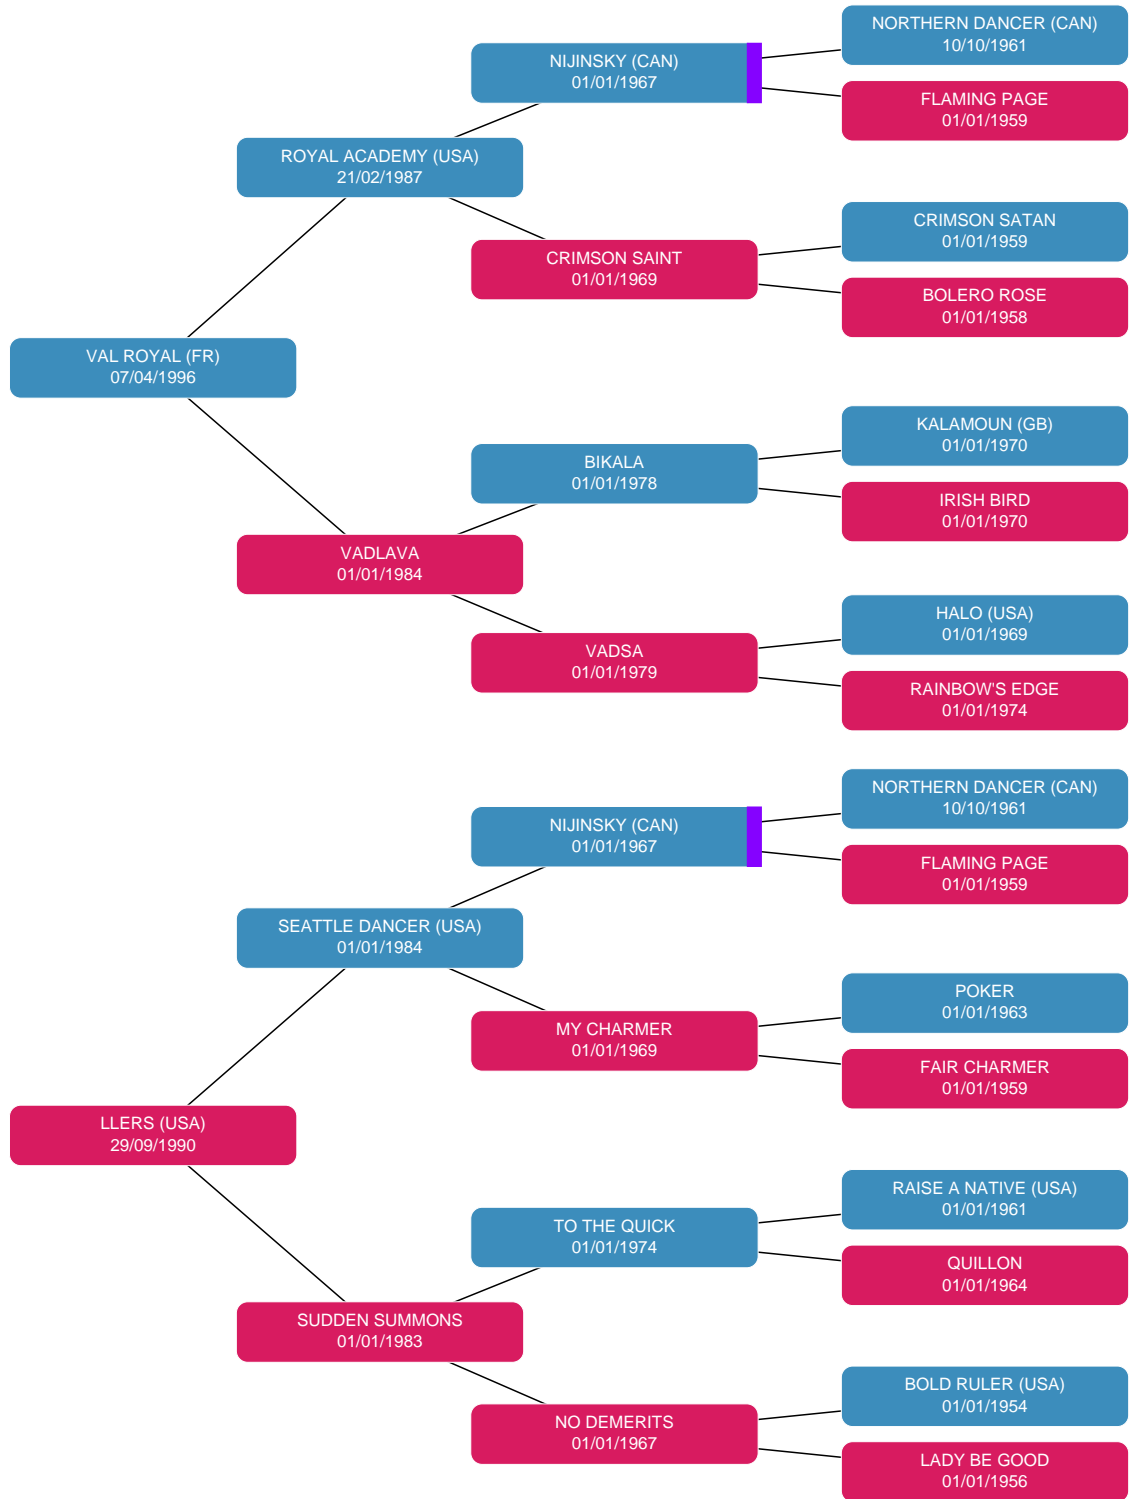 NORTHERN DANCER (CAN)
10/10/1961
NIJINSKY (CAN)
01/01/1967
FLAMING PAGE
01/01/1959
ROYAL ACADEMY (USA)
21/02/1987
CRIMSON SATAN
01/01/1959
CRIMSON SAINT
01/01/1969
BOLERO ROSE
01/01/1958
VAL ROYAL (FR)
07/04/1996
KALAMOUN (GB)
01/01/1970
BIKALA
01/01/1978
IRISH BIRD
01/01/1970
VADLAVA
01/01/1984
HALO (USA)
01/01/1969
VADSA
01/01/1979
RAINBOW'S EDGE
01/01/1974
NORTHERN DANCER (CAN)
10/10/1961
NIJINSKY (CAN)
01/01/1967
FLAMING PAGE
01/01/1959
SEATTLE DANCER (USA)
01/01/1984
POKER
01/01/1963
MY CHARMER
01/01/1969
FAIR CHARMER
01/01/1959
LLERS (USA)
29/09/1990
RAISE A NATIVE (USA)
01/01/1961
TO THE QUICK
01/01/1974
QUILLON
01/01/1964
SUDDEN SUMMONS
01/01/1983
BOLD RULER (USA)
01/01/1954
NO DEMERITS
01/01/1967
LADY BE GOOD
01/01/1956